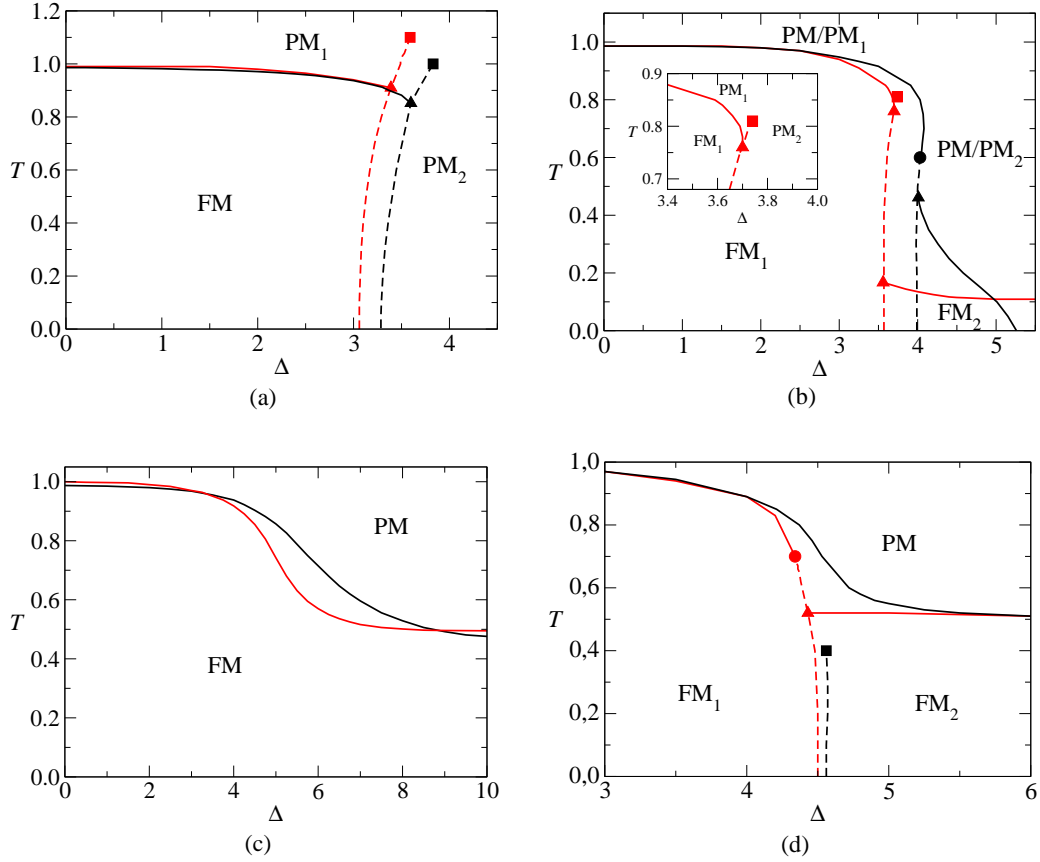 1.2
1.0
0.8
0.6
0.4
0.2
0.0
T
PM1
PM2
FM
0
1
2
3
4
Δ
(a)
1.0
0.8
0.6
0.4
0.2
0.0
T
PM/PM1
PM/PM2
FM1
FM2
0
1
2
3
4
5
Δ
(b)
0.9
0.8
0.7
T
PM1
FM1
PM2
3.4
3.6
3.8
4.0
Δ
1.0
0.8
0.6
0.4
0.2
0.0
T
PM
FM
0
2
4
6
8
10
Δ
(c)
1,0
0,8
0,6
0,4
0,2
0,0
T
PM
FM1
FM2
3
4
5
6
Δ
(d)